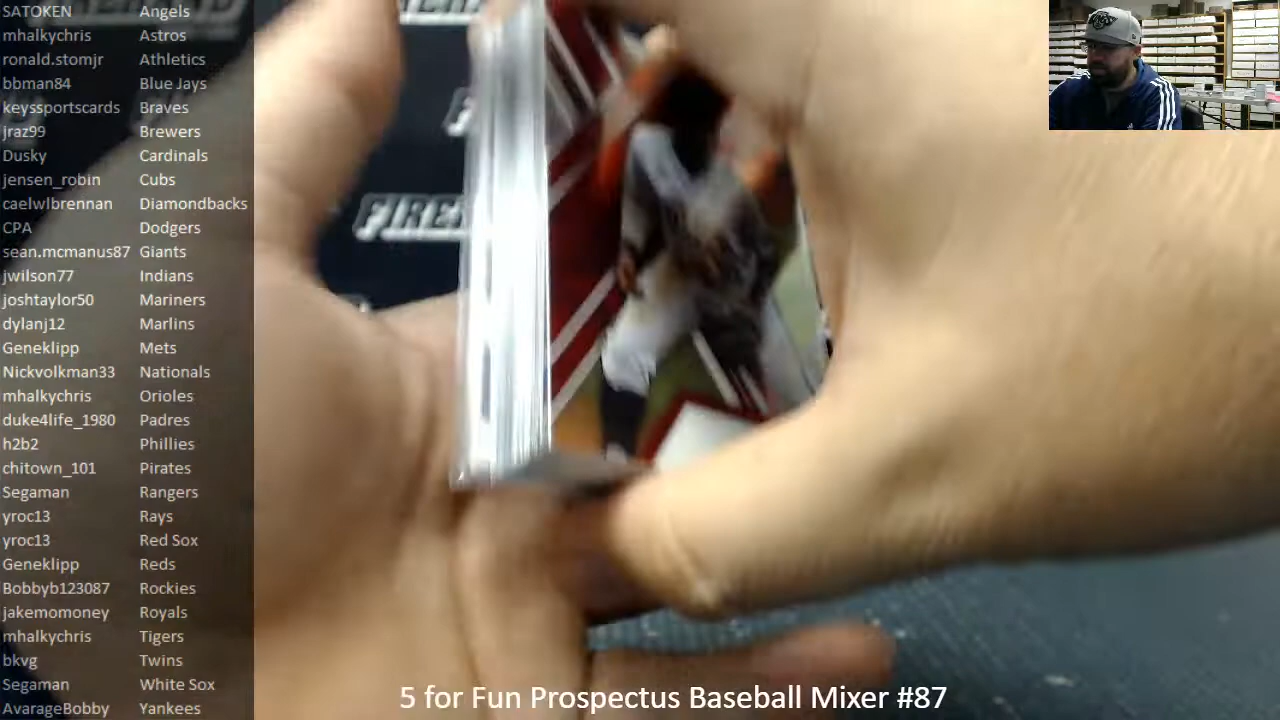 SATOKEN Angels
mhalkychris Astros
ronald.stomjr Athletics
bbman84 Blue Jays
keyssportscards Braves
jraz99 Brewers
Dusky Cardinals
jensen_robin Cubs
caelwlbrennan Diamondbacks
CPA Dodgers
sean.mcmanus87 Giants
jwilson77 Indians
joshtaylor50 Mariners
dylanj12 Marlins
Geneklipp Mets
Nickvolkman33 Nationals
mhalkychris Orioles
duke4life_1980 Padres
h2b2 Phillies
chitown_101 Pirates
Segaman Rangers
yroc13 Rays
yroc13 Red Sox
Geneklipp Reds
Bobbyb123087 Rockies
jakemomoney Royals
mhalkychris Tigers
bkvg Twins
Segaman White Sox
AvarageBobby Yankees
5 for Fun Prospectus Baseball Mixer #87